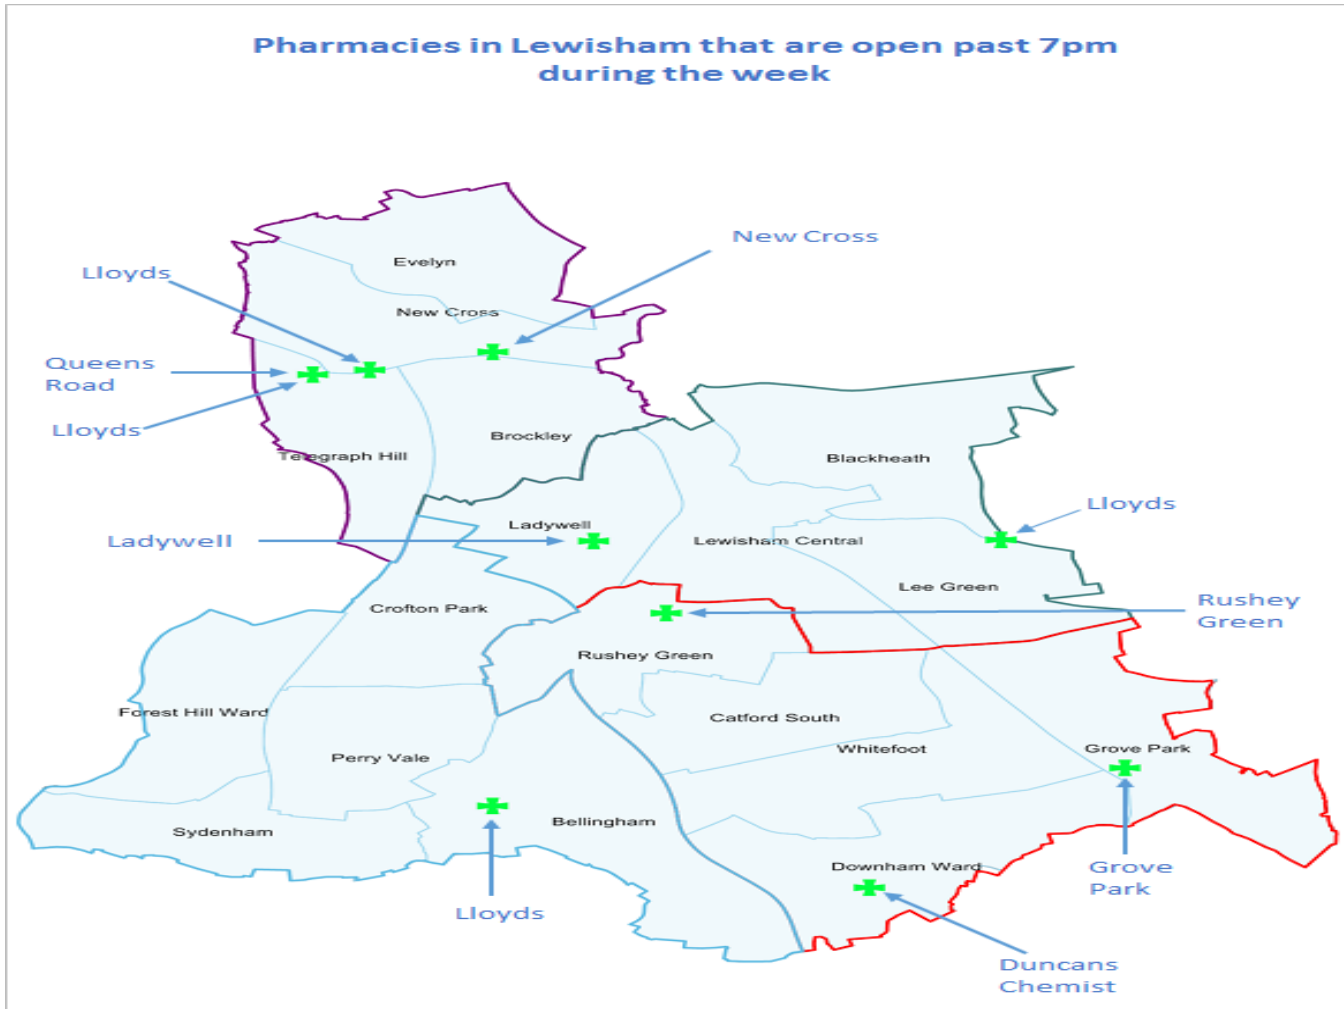 Pharmacies in Lewisham that are open past 7pm
during the week
New Cross
Evelyn
Lloyds
New Cross
Queens
Road
Lloyds
Brockley
Telegraph Hill
Blackheath
Lloyds
Ladywell
Ladywell
Lewisham Central
Lee Green
Rushey
Green
Crofton Park
Rushey Green
Forest Hill Ward
Catford South
Whitefoot
Grove Park
Perry Vale
Bellingham
Sydenham
Downham Ward
Grove
Park
Lloyds
Duncans
Chemist